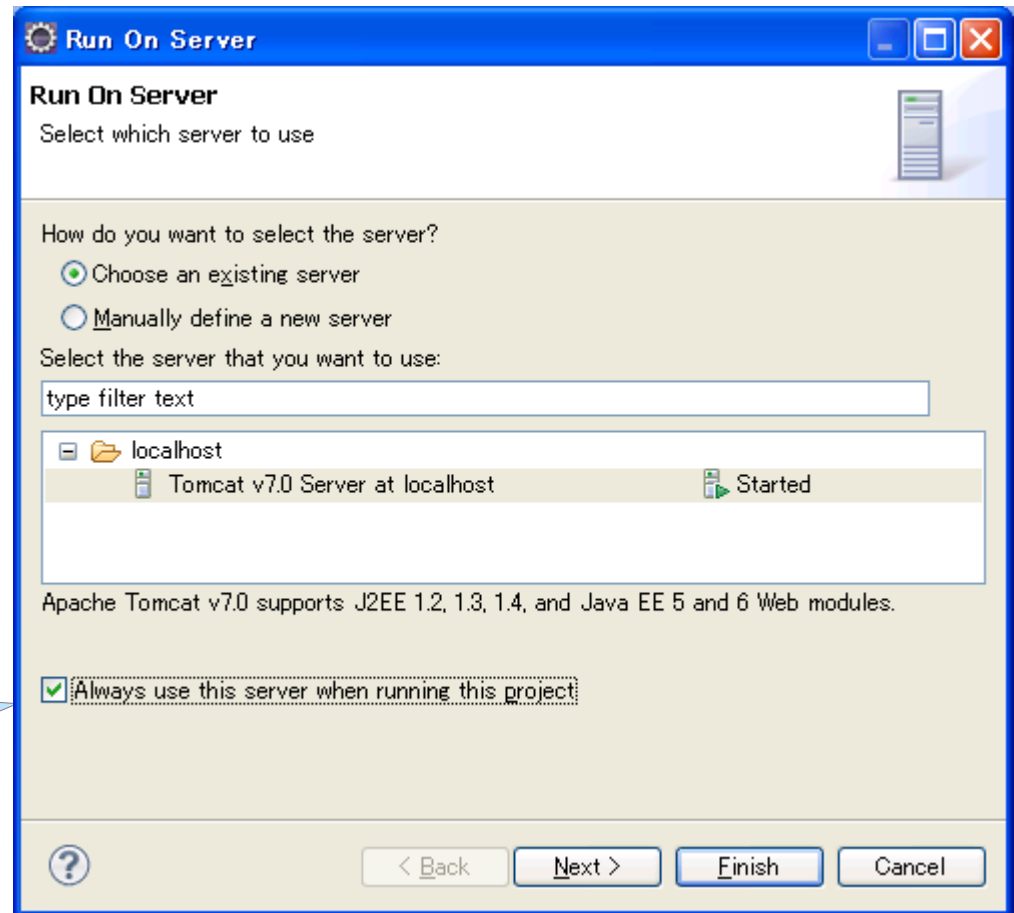 Run On Server
Run On Server
Select which server to use
How do you want to select the server?
Choose an existing server
Manually define a new server
Select the server that you want to use:
type filter text
localhost
Tomcat v7.0 Server at localhost Started
Apache Tomcat v7.0 supports J2EE 1.2, 1.3, 1.4, and Java EE 5 and 6 Web modules.
Always use this server when running this project
? < Back Next > Finish Cancel